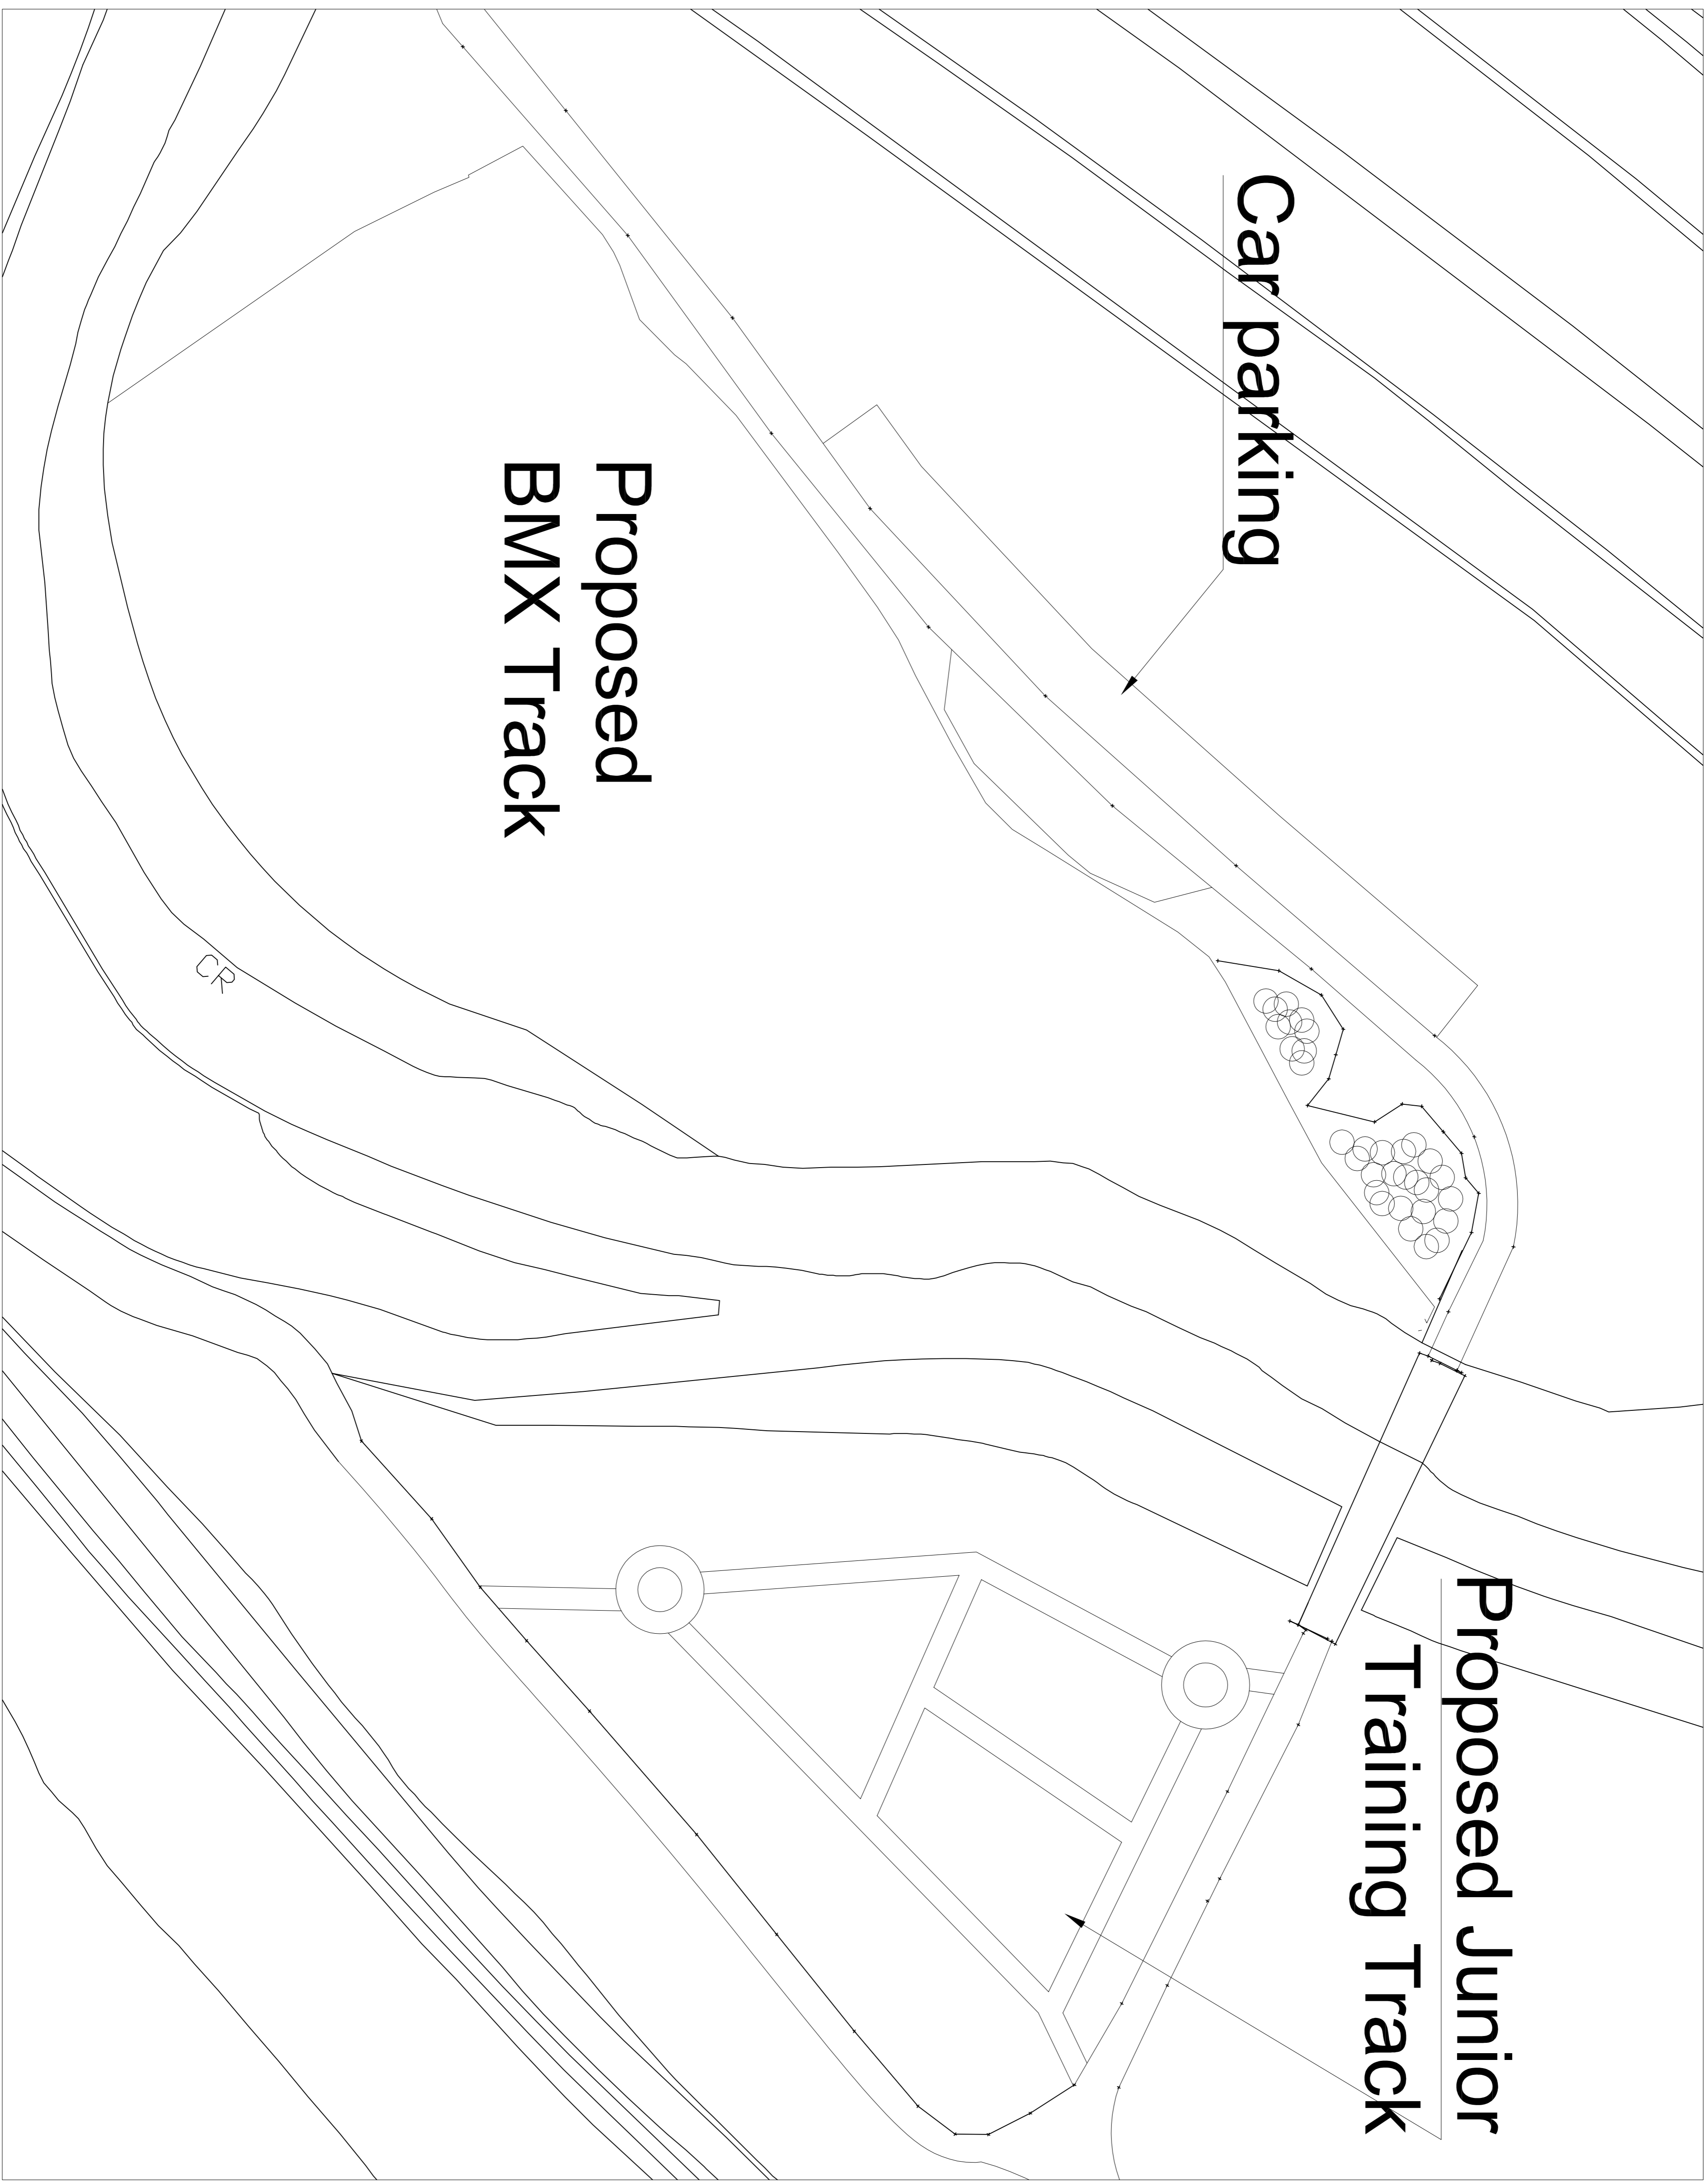 Car parking
Proposed
BMX Track
CR
Proposed Junior
Training Track